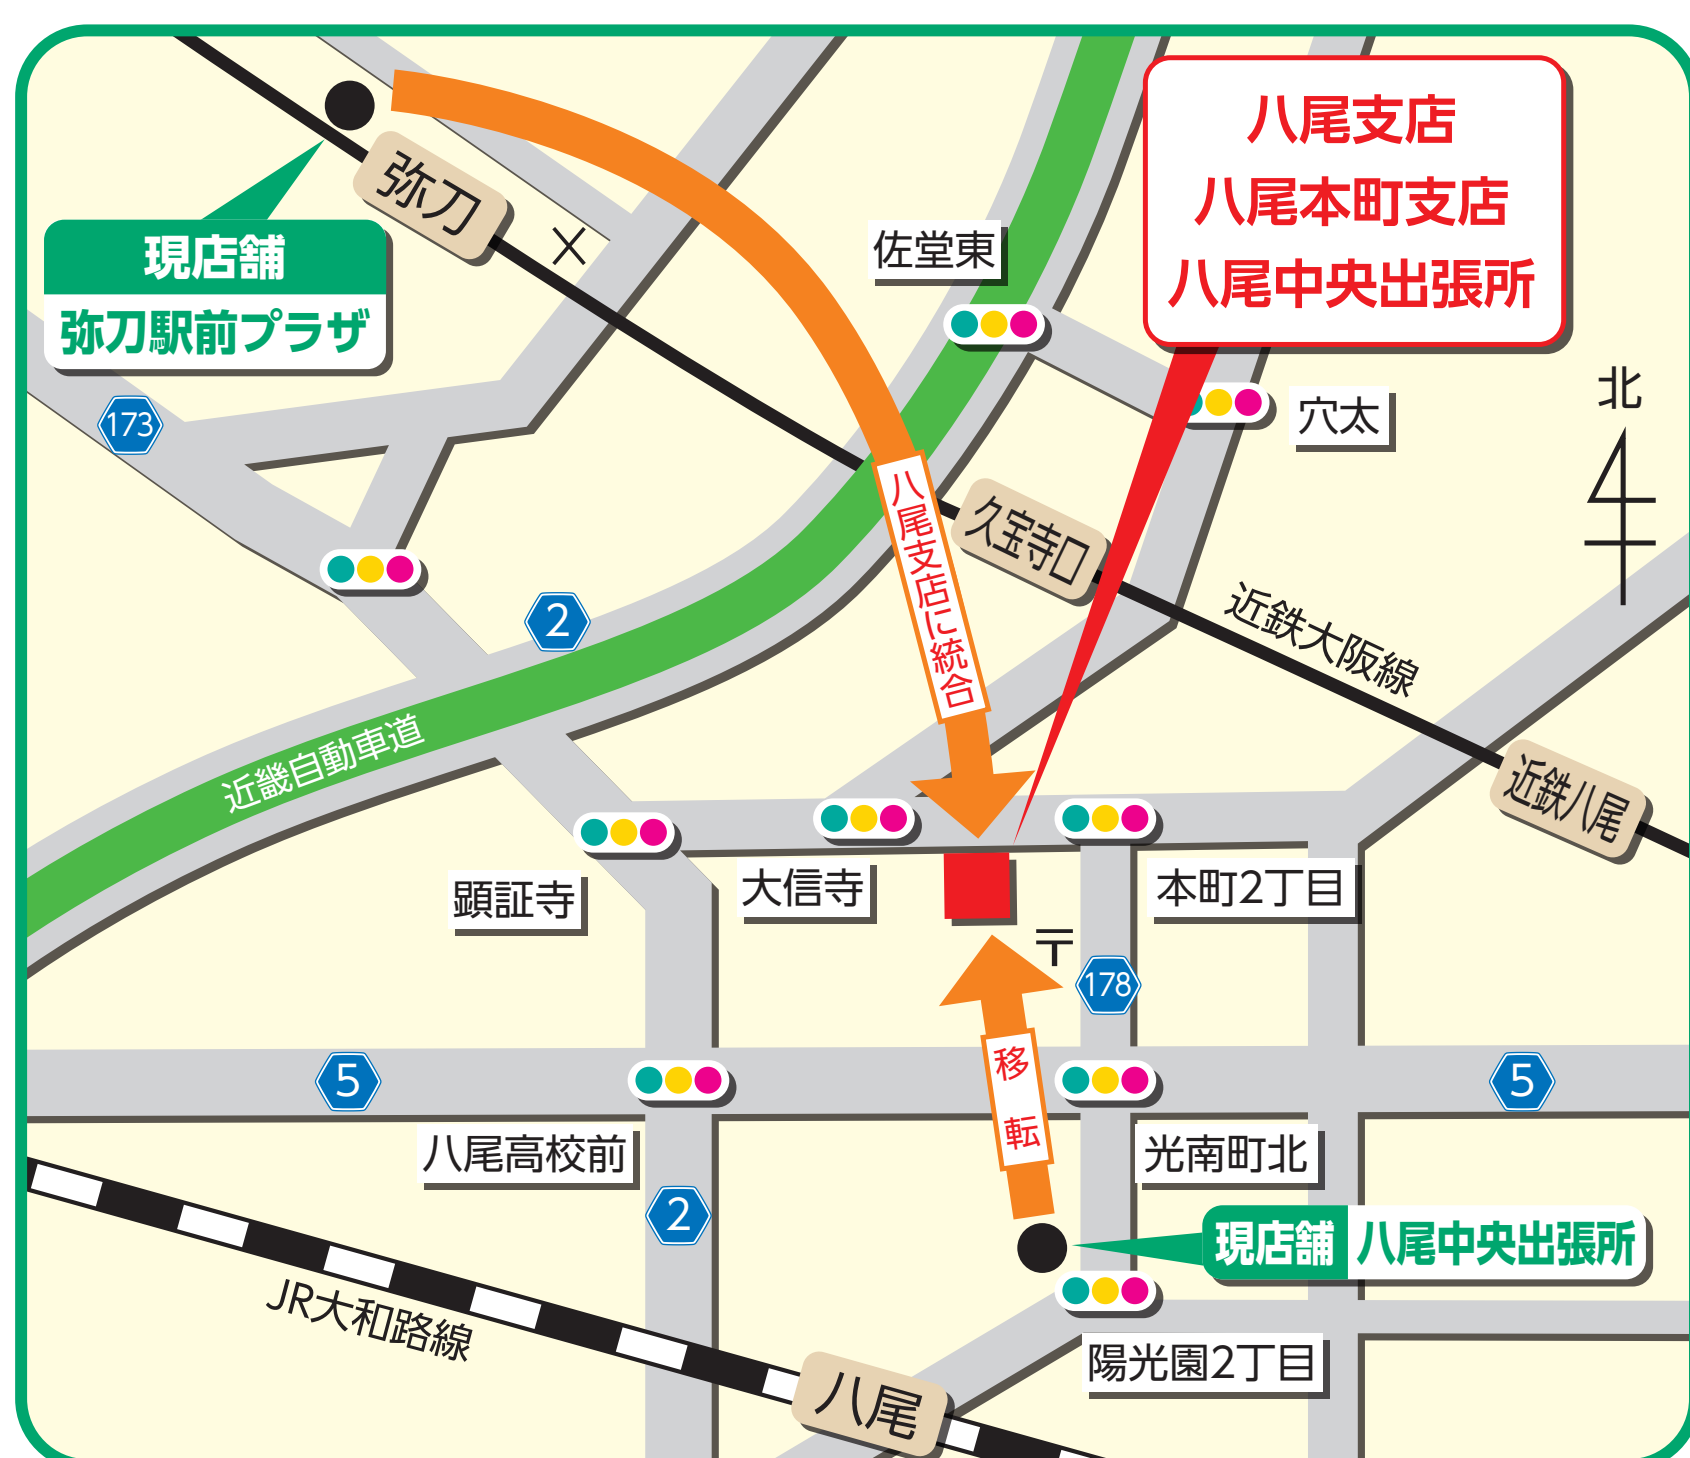 八尾支店
八尾本町支店
八尾中央出張所
弥刀
現店舗
弥刀駅前プラザ
佐堂東
穴太
北
173
八尾支店に統合
久宝寺口
近鉄大阪線
2
近畿自動車道
近鉄八尾
顕証寺
大信寺
本町2丁目
〒
178
5
移転
5
八尾高校前
光南町北
2
現店舗 八尾中央出張所
JR大和路線
陽光園2丁目
八尾